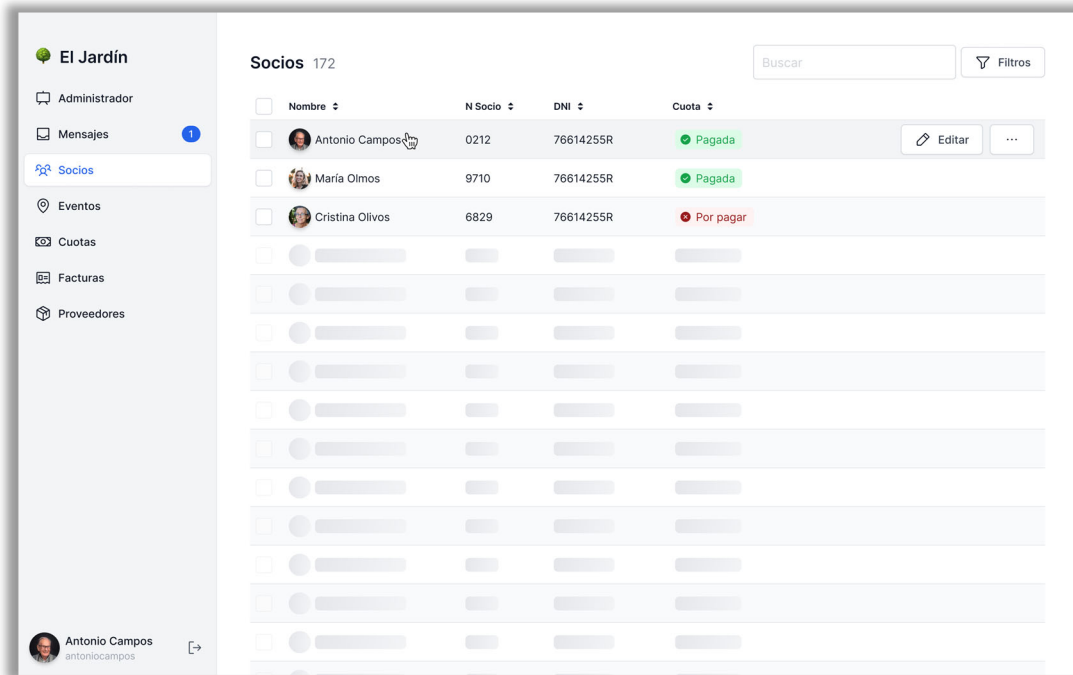 El Jardín
Administrador
Mensajes 1
Socios
Eventos
Cuotas
Facturas
Proveedores
Antonio Campos
antoniocampos
Socios 172
Buscar
Filtros
Nombre N Socio DNI Cuota
Antonio Campos 0212 76614255R Pagada Editar ...
María Olmos 9710 76614255R Pagada
Cristina Olivos 6829 76614255R Por pagar